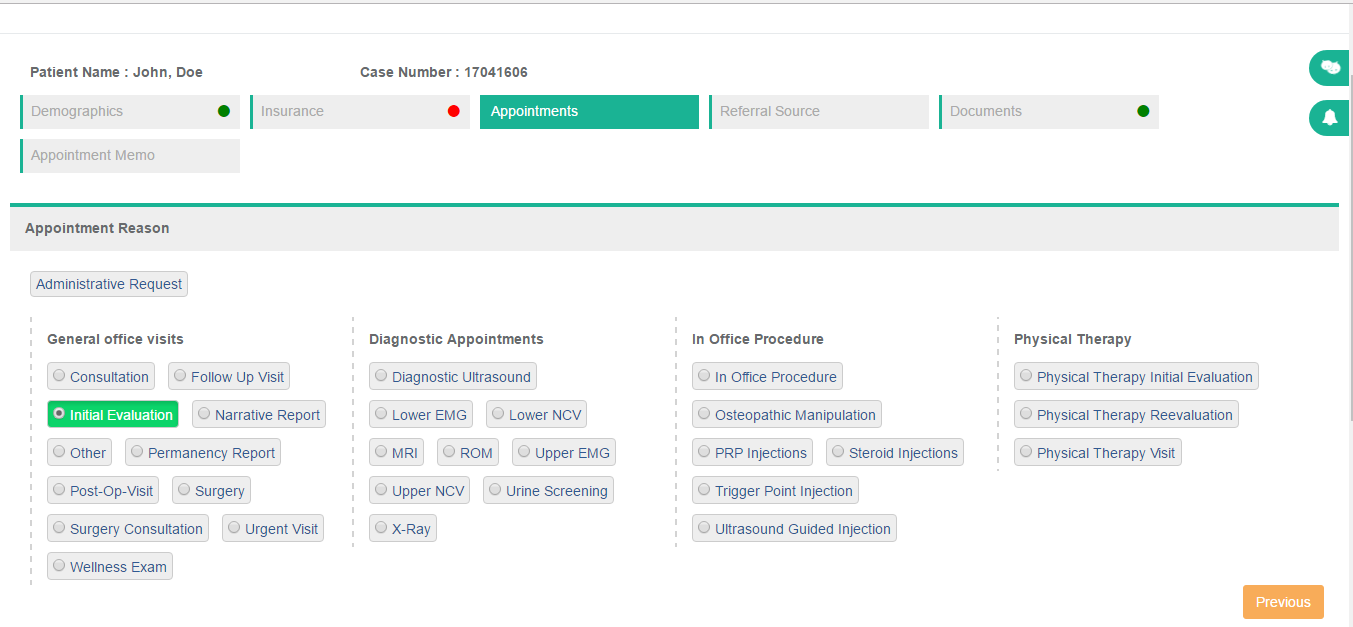 Patient Name : John, Doe Case Number : 17041606
Demographics Insurance Appointments Referral Source Documents
Appointment Memo
Appointment Reason
Administrative Request
General office visits
Consultation Follow Up Visit
Initial Evaluation Narrative Report
Other Permanency Report
Post-Op-Visit Surgery
Surgery Consultation Urgent Visit
Wellness Exam
Diagnostic Appointments
Diagnostic Ultrasound
Lower EMG Lower NCV
MRI ROM Upper EMG
Upper NCV Urine Screening
X-Ray
In Office Procedure
In Office Procedure
Osteopathic Manipulation
PRP Injections Steroid Injections
Trigger Point Injection
Ultrasound Guided Injection
Physical Therapy
Physical Therapy Initial Evaluation
Physical Therapy Reevaluation
Physical Therapy Visit
Previous